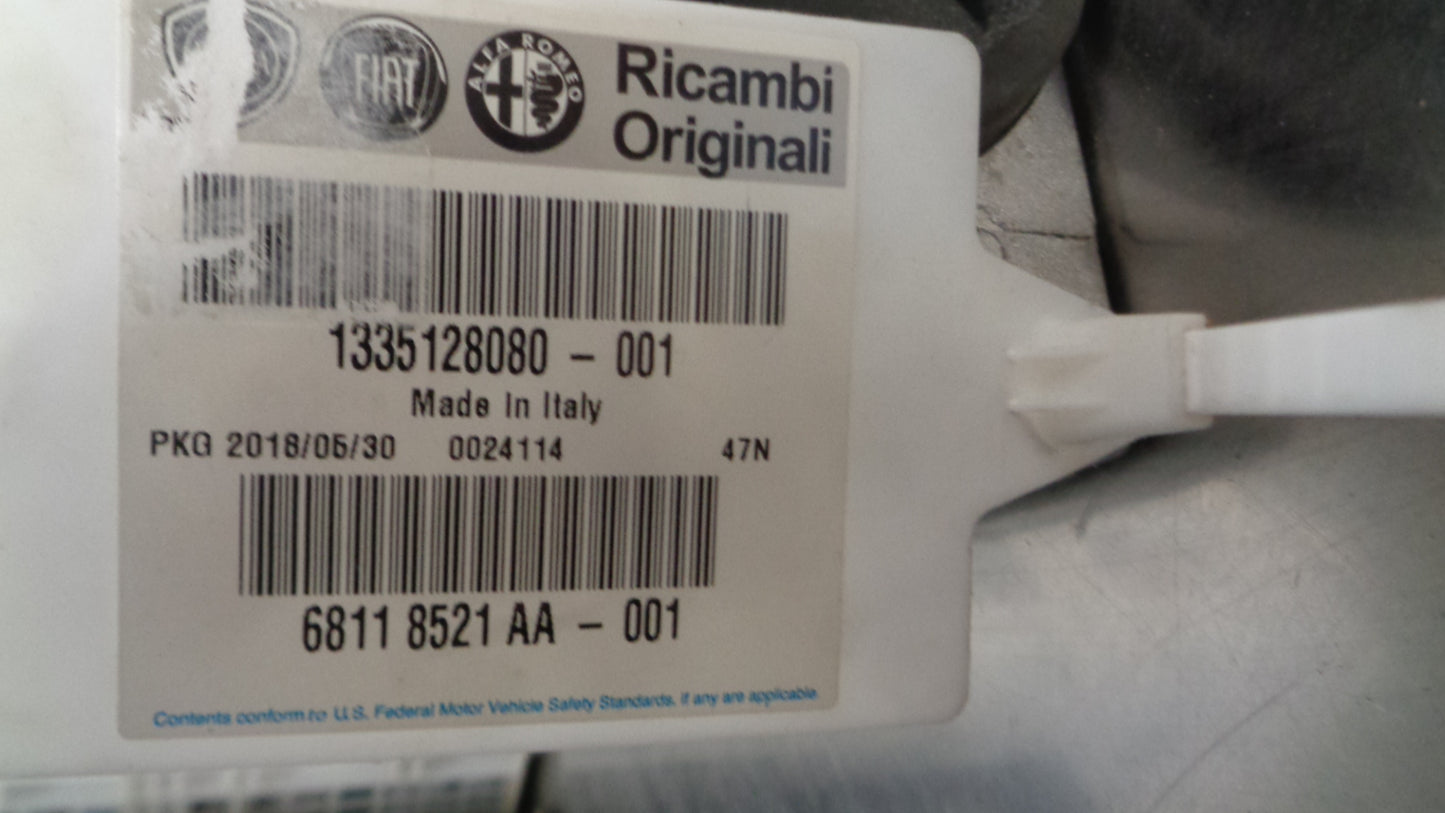 FIAT
ALFA ROMEO
Ricambi
Originali
1335128080 - 001
Made In Italy
PKG 2018/05/30 0024114 47N
6811 8521 AA - 001
Contents conform to U.S. Federal Motor Vehicle Safety Standards, if any are applicable